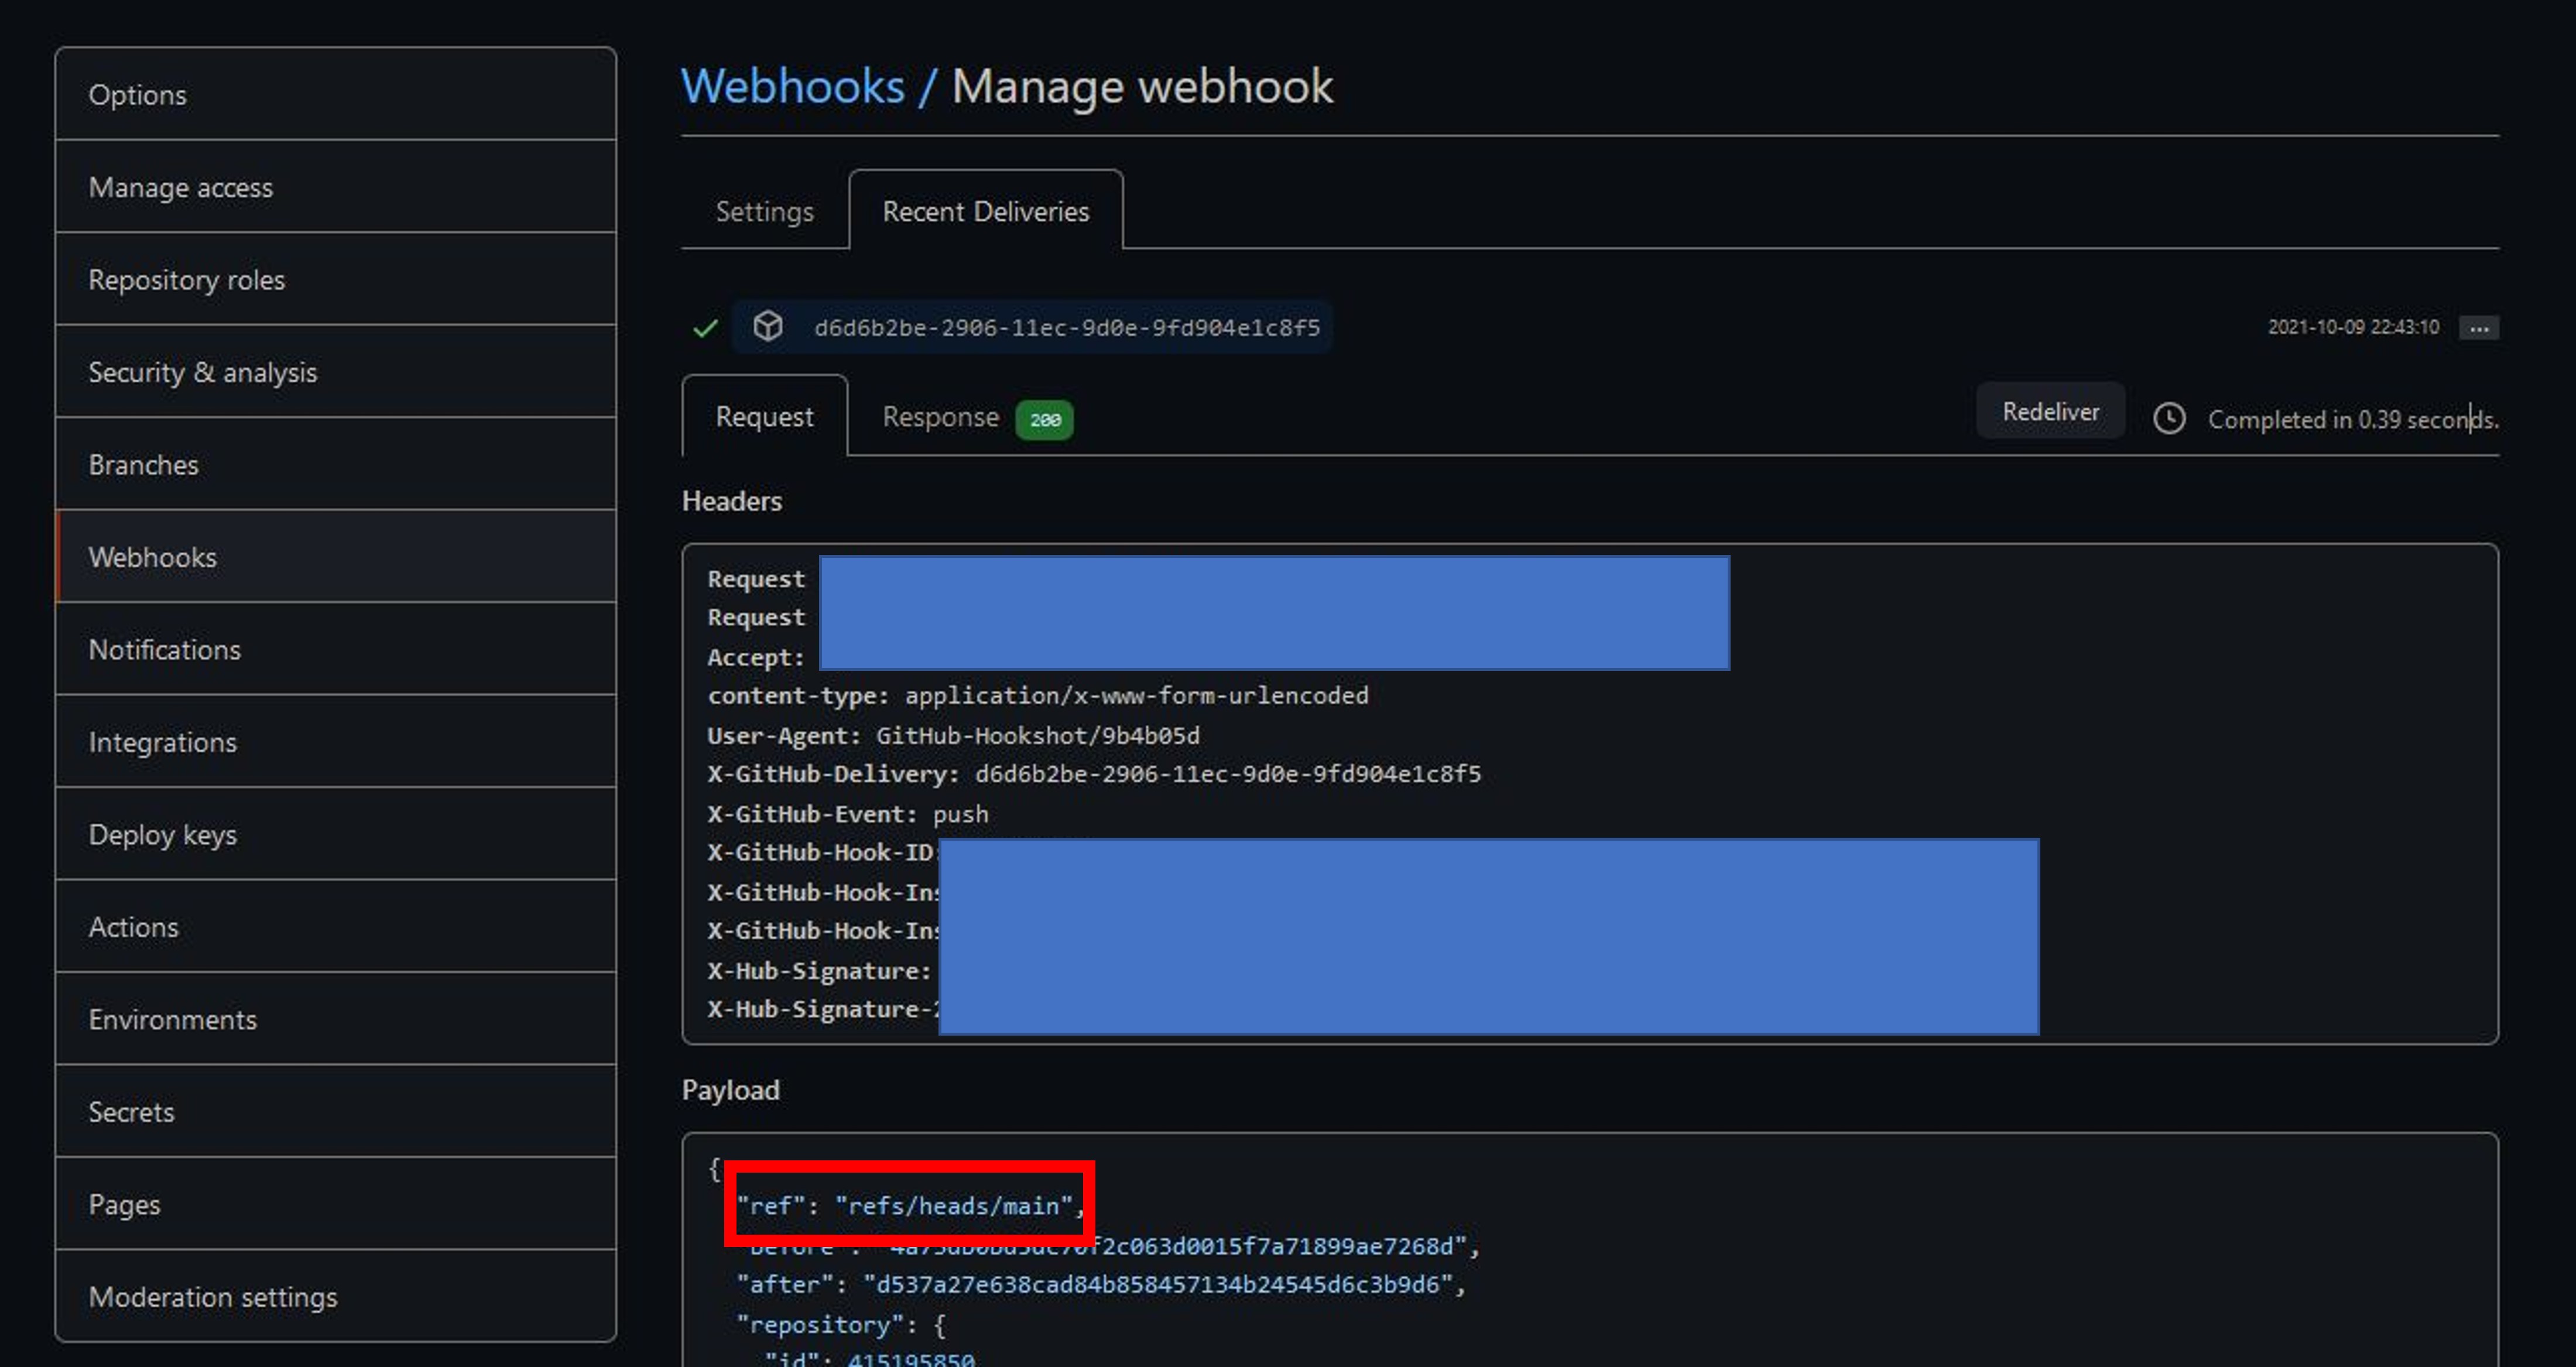 Options
Manage access
Repository roles
Security & analysis
Branches
Webhooks
Notifications
Integrations
Deploy keys
Actions
Environments
Secrets
Pages
Moderation settings
Webhooks / Manage webhook
Settings Recent Deliveries
d6d6b2be-2906-11ec-9d0e-9fd904e1c8f5 2021-10-09 22:43:10 ...
Request Response 200 Redeliver Completed in 0.39 seconds.
Headers
Request
Request
Accept:
content-type: application/x-www-form-urlencoded
User-Agent: GitHub-Hookshot/9b4b05d
X-GitHub-Delivery: d6d6b2be-2906-11ec-9d0e-9fd904e1c8f5
X-GitHub-Event: push
X-GitHub-Hook-ID:
X-GitHub-Hook-Ins
X-GitHub-Hook-Ins
X-Hub-Signature:
X-Hub-Signature-2
Payload
{
"ref": "refs/heads/main",
"before":
"after": "d537a27e638cad84b858457134b24545d6c3b9d6",
"repository": {
"id": 415195850